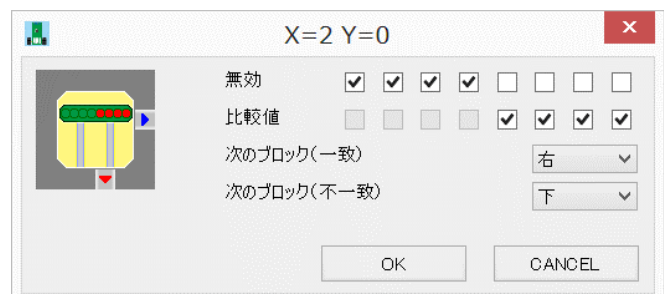 X=2 Y=0
無効
比較値
次のブロック(一致)
右
次のブロック(不一致)
下
OK
CANCEL